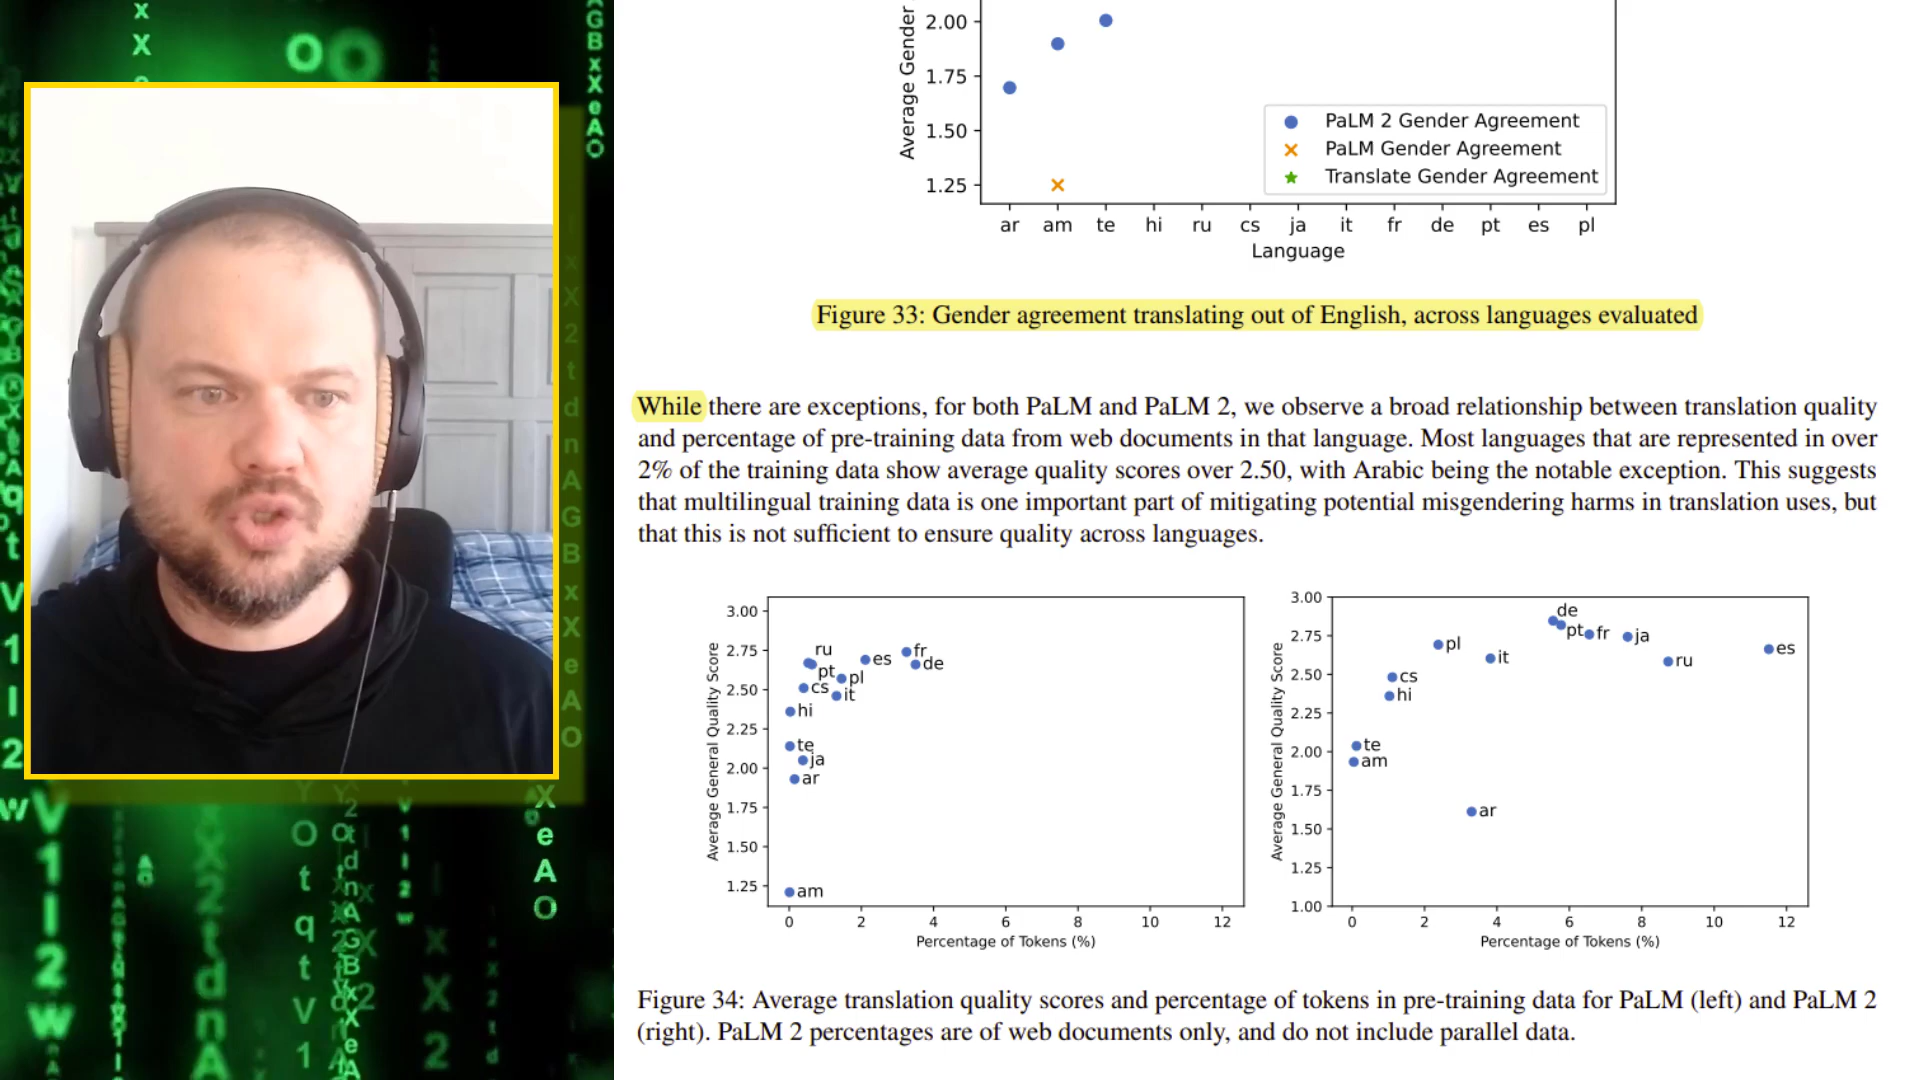 2.00
1.75
1.50
1.25
Average Gender
PaLM 2 Gender Agreement
PaLM Gender Agreement
Translate Gender Agreement
ar am te hi ru cs ja it fr de pt es pl
Language
Figure 33: Gender agreement translating out of English, across languages evaluated
While there are exceptions, for both PaLM and PaLM 2, we observe a broad relationship between translation quality
and percentage of pre-training data from web documents in that language. Most languages that are represented in over
2% of the training data show average quality scores over 2.50, with Arabic being the notable exception. This suggests
that multilingual training data is one important part of mitigating potential misgendering harms in translation uses, but
that this is not sufficient to ensure quality across languages.
Average General Quality Score
3.00
2.75
2.50
2.25
2.00
1.75
1.50
1.25
ru
pt
es
fr
de
pl
cs
it
hi
te
ja
ar
am
0 2 4 6 8 10 12
Percentage of Tokens (%)
Average General Quality Score
3.00
2.75
2.50
2.25
2.00
1.75
1.50
1.25
1.00
de
pt
fr
ja
es
pl
it
ru
cs
hi
te
am
ar
0 2 4 6 8 10 12
Percentage of Tokens (%)
Figure 34: Average translation quality scores and percentage of tokens in pre-training data for PaLM (left) and PaLM 2
(right). PaLM 2 percentages are of web documents only, and do not include parallel data.